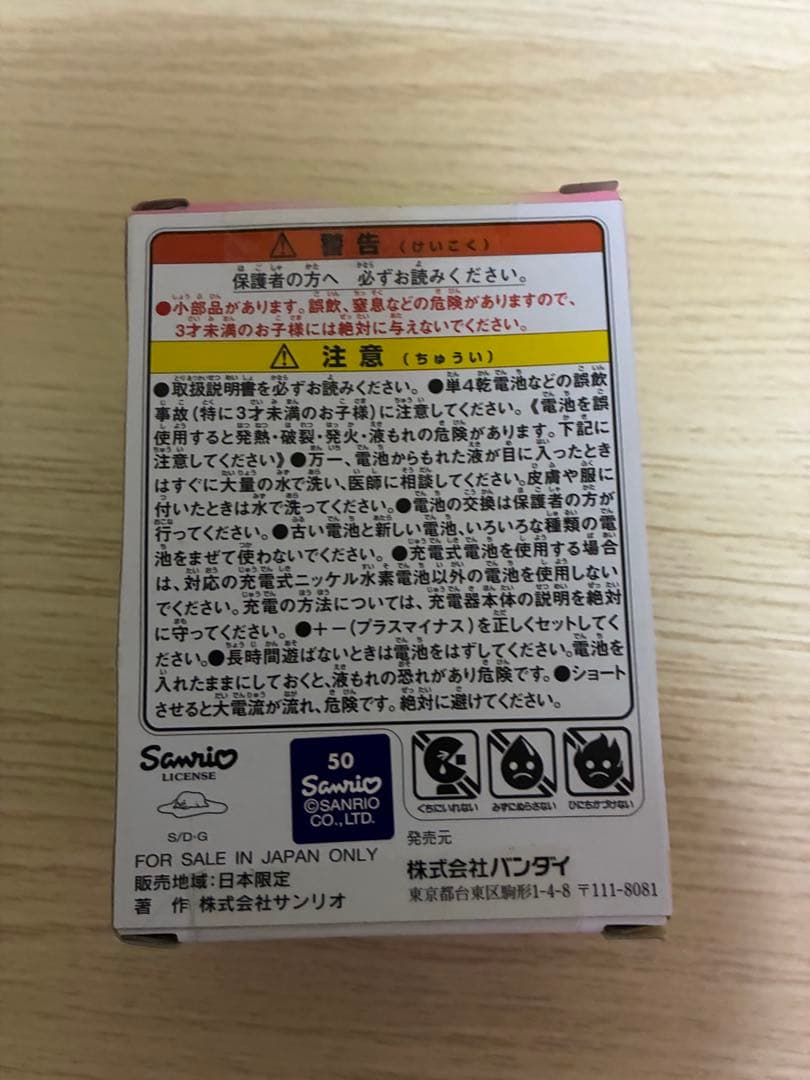 警告(けいこく)
保護者の方へ 必ずお読みください。
●小部品があります。誤飲、窒息などの危険がありますので、
3才未満のお子様には絶対に与えないでください。
注意(ちゅうい)
●取扱説明書を必ずお読みください。●単4乾電池などの誤飲
事故(特に3才未満のお子様)に注意してください。《電池を誤
使用すると発熱・破裂・発火・液もれの危険があります。下記に
注意してください》●万一、電池からもれた液が目に入ったとき
はすぐに大量の水で洗い、医師に相談してください。皮膚や服に
付いたときは水で洗ってください。●電池の交換は保護者の方が
行ってください。●古い電池と新しい電池、いろいろな種類の電
池をまぜて使わないでください。●充電式電池を使用する場合
は、対応の充電式ニッケル水素電池以外の電池を使用しない
でください。充電の方法については、充電器本体の説明を絶対
に守ってください。●+-(プラスマイナス)を正しくセットしてく
ださい。●長時間遊ばないときは電池をはずしてください。電池を
入れたままにしておくと、液もれの恐れがあり危険です。●ショート
させると大電流が流れ、危険です。絶対に避けてください。
Sanrio
LICENSE
S/D・G
50
Sanrio
©SANRIO
CO.,LTD.
くちにいれない
みずにぬらさない
ひにちかづけない
FOR SALE IN JAPAN ONLY
販売地域:日本限定
著 作 株式会社サンリオ
発売元
株式会社バンダイ
東京都台東区駒形1-4-8 〒111-8081